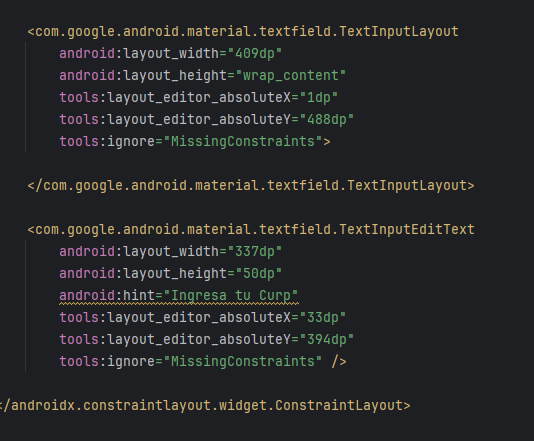 <com.google.android.material.textfield.TextInputLayout
android:layout_width="409dp"
android:layout_height="wrap_content"
tools:layout_editor_absoluteX="1dp"
tools:layout_editor_absoluteY="488dp"
tools:ignore="MissingConstraints">
</com.google.android.material.textfield.TextInputLayout>
<com.google.android.material.textfield.TextInputEditText
android:layout_width="337dp"
android:layout_height="50dp"
android:hint="Ingresa tu Curp"
tools:layout_editor_absoluteX="33dp"
tools:layout_editor_absoluteY="394dp"
tools:ignore="MissingConstraints" />
</androidx.constraintlayout.widget.ConstraintLayout>